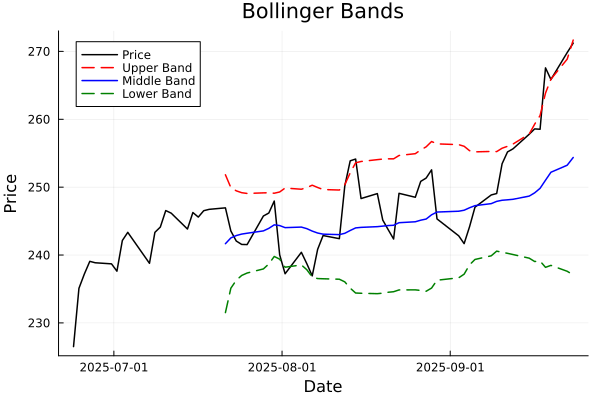 Bollinger Bands
270
260
250
240
230
Price
Price
Upper Band
Middle Band
Lower Band
2025-07-01
2025-08-01
2025-09-01
Date